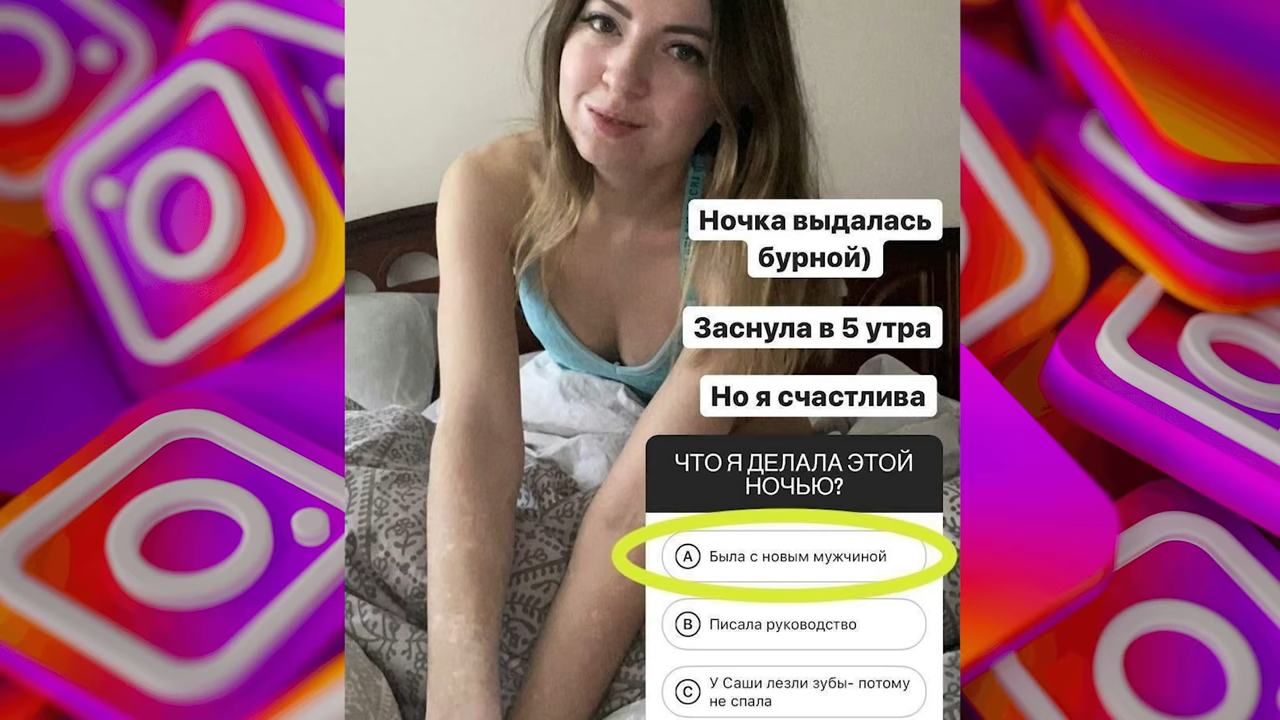 Ночка выдалась
бурной)
Заснула в 5 утра
Но я счастлива
ЧТО Я ДЕЛАЛА ЭТОЙ
НОЧЬЮ?
A Была с новым мужчиной
B Писала руководство
C У Саши лезли зубы- потому
не спала